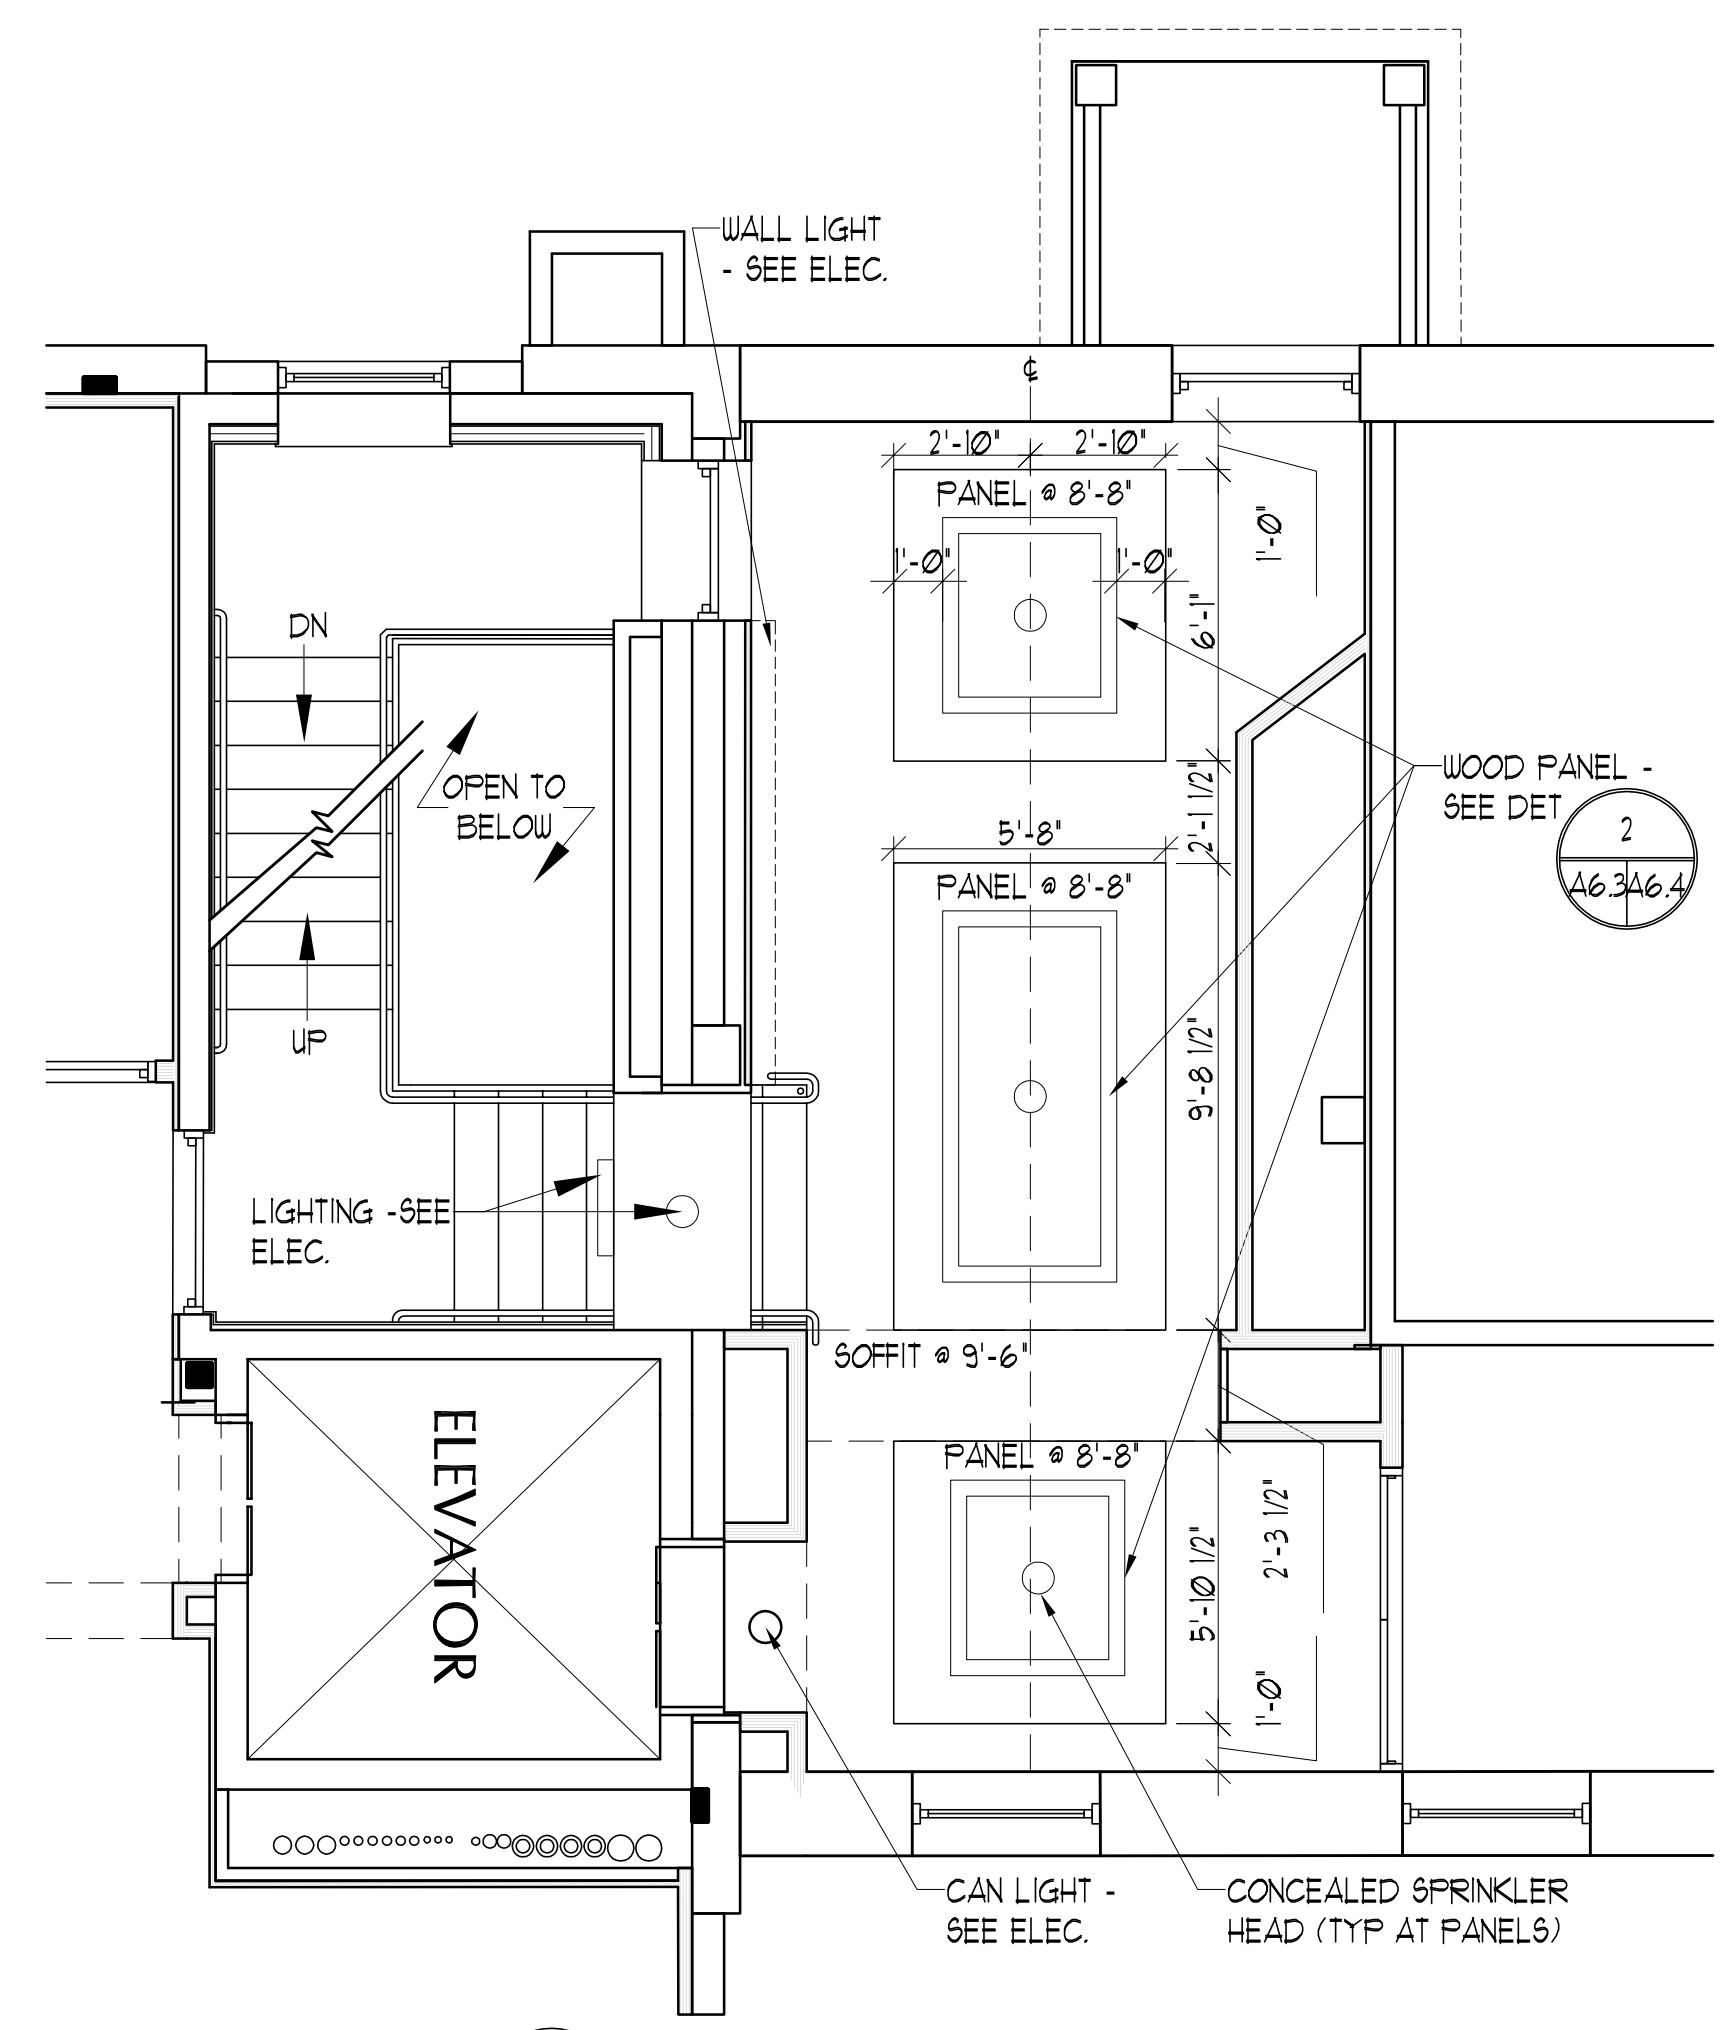 WALL LIGHT
- SEE ELEC.
℄
2'-10"
2'-10"
PANEL @ 8'-8"
1'-0"
1'-0"
1'-0"
6'-1"
DN
OPEN TO
BELOW
UP
2'-1 1/2"
WOOD PANEL -
SEE DET
2
A6.3
A6.4
5'-8"
PANEL @ 8'-8"
9'-8 1/2"
LIGHTING -SEE
ELEC.
SOFFIT @ 9'-6"
ELEVATOR
PANEL @ 8'-8"
2'-3 1/2"
5'-10 1/2"
1'-0"
CAN LIGHT -
SEE ELEC.
CONCEALED SPRINKLER
HEAD (TYP AT PANELS)